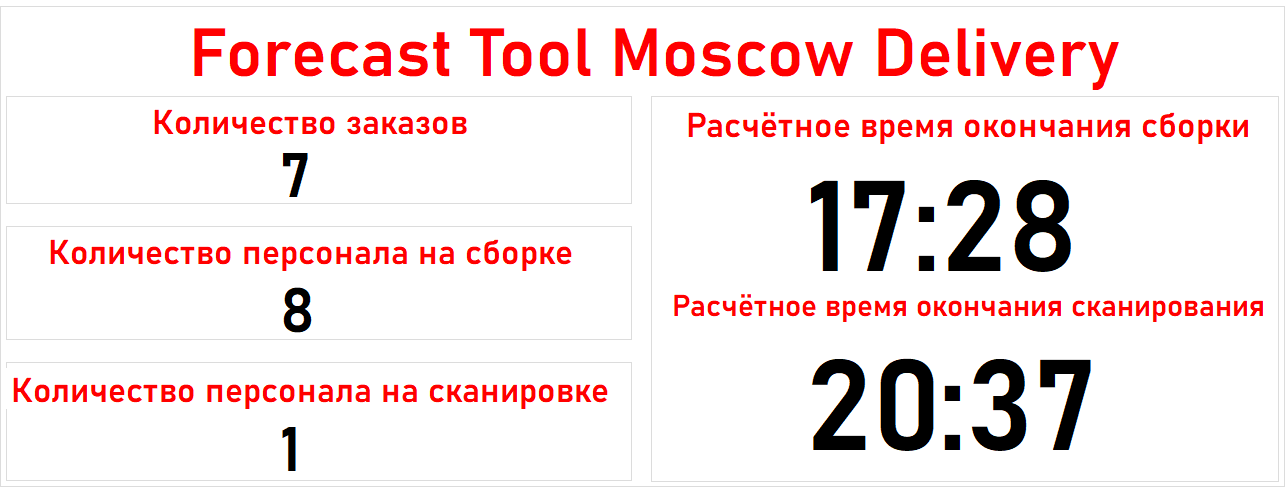 Forecast Tool Moscow Delivery
Количество заказов
7
Количество персонала на сборке
8
Количество персонала на сканировке
1
Расчётное время окончания сборки
17:28
Расчётное время окончания сканирования
20:37